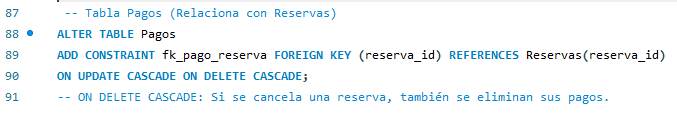 87 -- Tabla Pagos (Relaciona con Reservas)
88 ALTER TABLE Pagos
89 ADD CONSTRAINT fk_pago_reserva FOREIGN KEY (reserva_id) REFERENCES Reservas(reserva_id)
90 ON UPDATE CASCADE ON DELETE CASCADE;
91 -- ON DELETE CASCADE: Si se cancela una reserva, también se eliminan sus pagos.